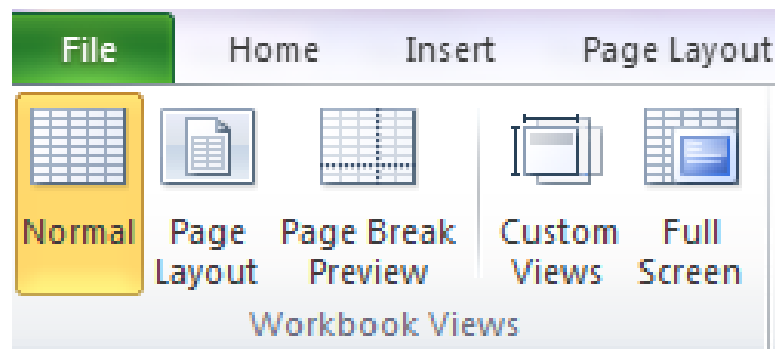 File Home Insert Page Layout
Normal Page Layout Page Break Preview Custom Views Full Screen
Workbook Views